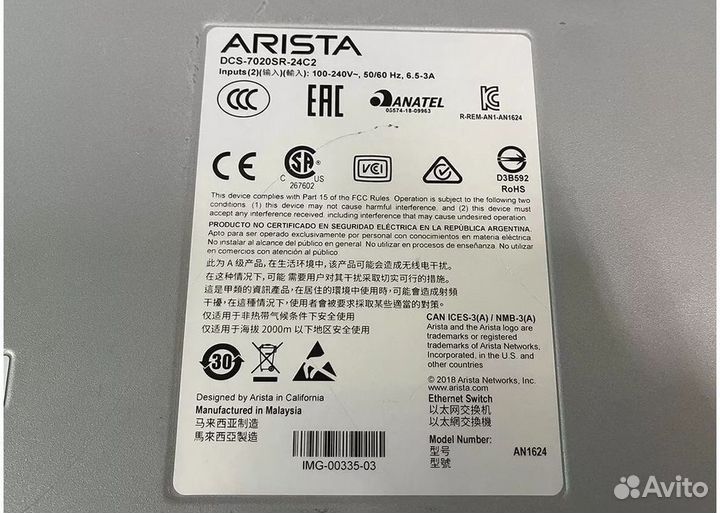 ARISTA
DCS-7020SR-24C2
Inputs(2)(输入)(輸入): 100-240V~, 50/60 Hz, 6.5-3A
CCC
EAC
ANATEL
05574-18-09963
R-REM-AN1-AN1624
CE
SA
C US
267602
VCI
D3B592
RoHS
This device complies with Part 15 of the FCC Rules. Operation is subject to the following two
conditions. (1) this device may not cause harmful interference, and (2) this device must
accept any interference received, including interference that may cause undesired operation.
PRODUCTO NO CERTIFICADO EN SEGURIDAD ELÉCTRICA EN LA REPÚBLICA ARGENTINA.
Apto para ser operado exclusivamente por personal con conocimientos en materia eléctrica
No instalar al alcance del público en general. No utilizar en procesos de enseñanza. No utilizar
en comercios con atención al público
此为 A 级产品, 在生活环境中, 该产品可能会造成无线电干扰。
在这种情况下, 可能 需要用户对其干扰采取切实可行的措施。
這是甲類的資訊產品, 在居住的環境中使用時, 可能會造成射頻
干擾, 在這種情況下, 使用者會被要求採取某些適當的對策。
仅适用于非热带气候条件下安全使用
仅适用于海拔 2000m 以下地区安全使用
CAN ICES-3(A) / NMB-3(A)
Arista and the Arista logo are
trademarks or registered
trademarks of Arista Networks,
Incorporated, in the U.S. and
other countries
30
© 2018 Arista Networks, Inc.
www.arista.com
Designed by Arista in California
Manufactured in Malaysia
马来西亚制造
馬來西亞製造
Ethernet Switch
以太网交换机
以太網交換機
Model Number:
型号
型號
AN1624
IMG-00335-03
Avito